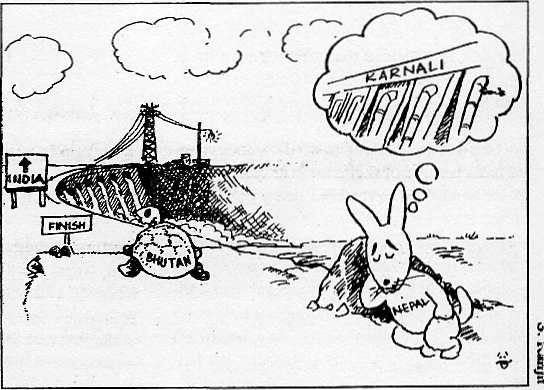 KARNALI
INDIA
FINISH
BHUTAN
NEPAL